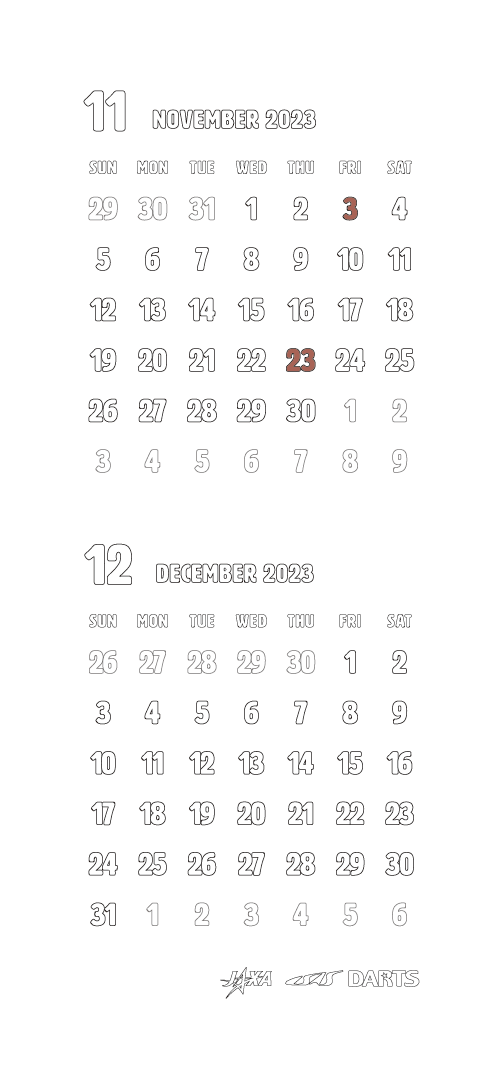 11 NOVEMBER 2023
SUN MON TUE WED THU FRI SAT
29 30 31 1 2 3 4
5 6 7 8 9 10 11
12 13 14 15 16 17 18
19 20 21 22 23 24 25
26 27 28 29 30 1 2
3 4 5 6 7 8 9
12 DECEMBER 2023
SUN MON TUE WED THU FRI SAT
26 27 28 29 30 1 2
3 4 5 6 7 8 9
10 11 12 13 14 15 16
17 18 19 20 21 22 23
24 25 26 27 28 29 30
31 1 2 3 4 5 6
JAXA ISAS DARTS